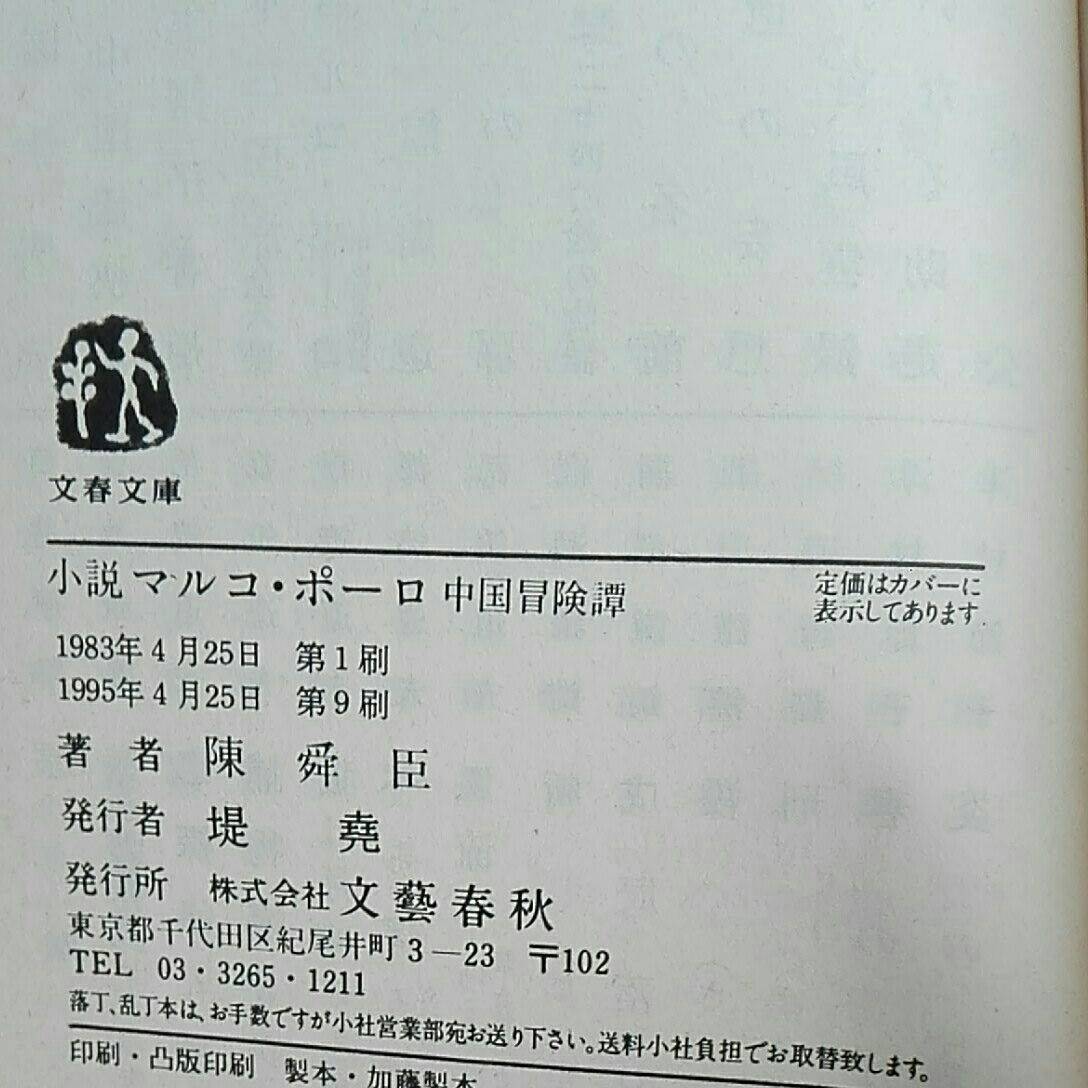 文春文庫
小説 マルコ・ポーロ 中国冒険譚
定価はカバーに
表示してあります
1983年4月25日 第1刷
1995年4月25日 第9刷
著者 陳舜臣
発行者 堤堯
発行所 株式会社 文藝春秋
東京都千代田区紀尾井町3―23 〒102
TEL 03・3265・1211
落丁、乱丁本は、お手数ですが小社営業部宛お送り下さい。送料小社負担でお取替致します。
印刷・凸版印刷 製本・加藤製本